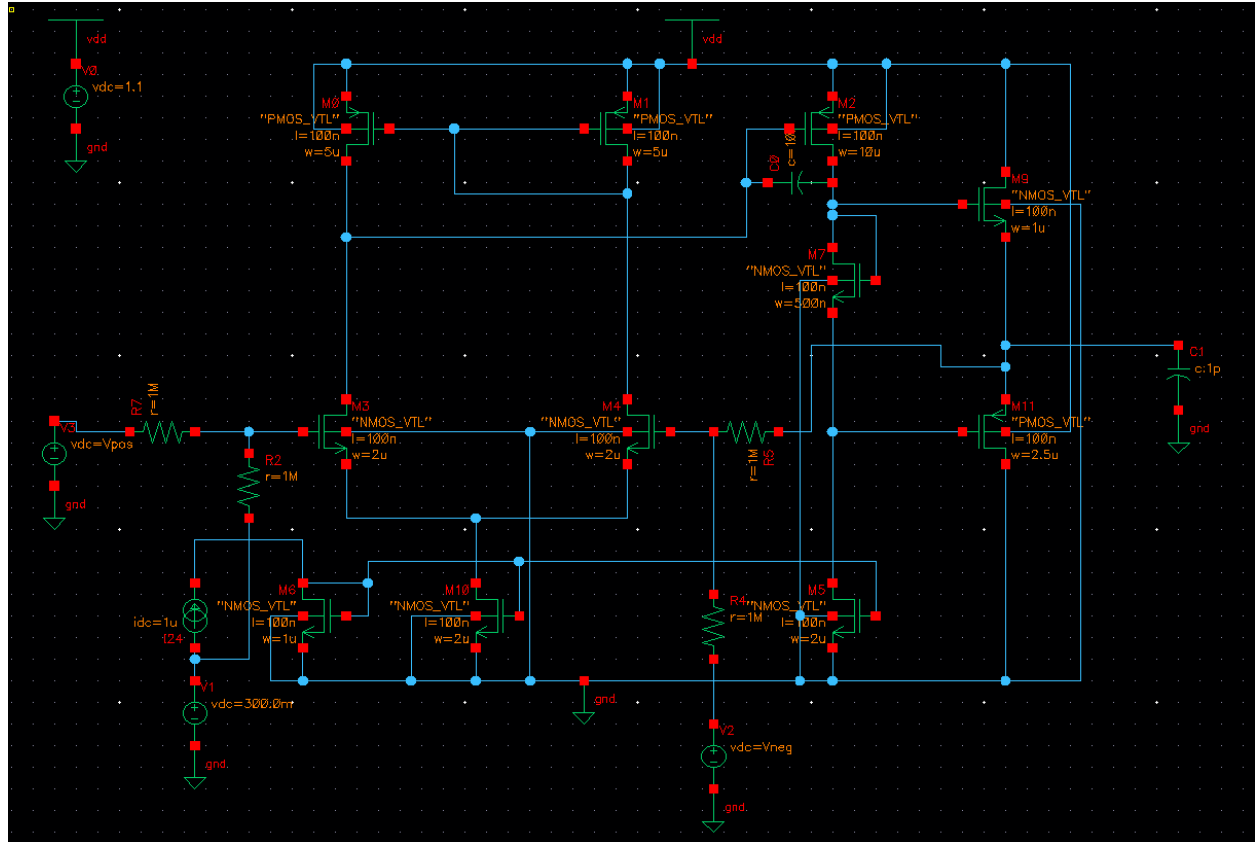 vdd
V0
vdc=1.1
gnd
vdd
M0
"PMOS_VTL"
l=100n
w=5u
M1
"PMOS_VTL"
l=100n
w=5u
M2
"PMOS_VTL"
l=100n
w=10u
C0
M9
"NMOS_VTL"
l=100n
w=1u
M7
"NMOS_VTL"
l=100n
w=500n
C1
c:1p
gnd
V3
vdc=Vpos
gnd
R7
r=1M
R2
r=1M
M3
"NMOS_VTL"
l=100n
w=2u
M4
"NMOS_VTL"
l=100n
w=2u
R5
r=1M
M11
"PMOS_VTL"
l=100n
w=2.5u
idc=1u
I24
M6
"NMOS_VTL"
l=100n
w=1u
M10
"NMOS_VTL"
l=100n
w=2u
R4
r=1M
M5
"NMOS_VTL"
l=100n
w=2u
V1
vdc=300.0m
gnd
gnd
V2
vdc=Vneg
gnd